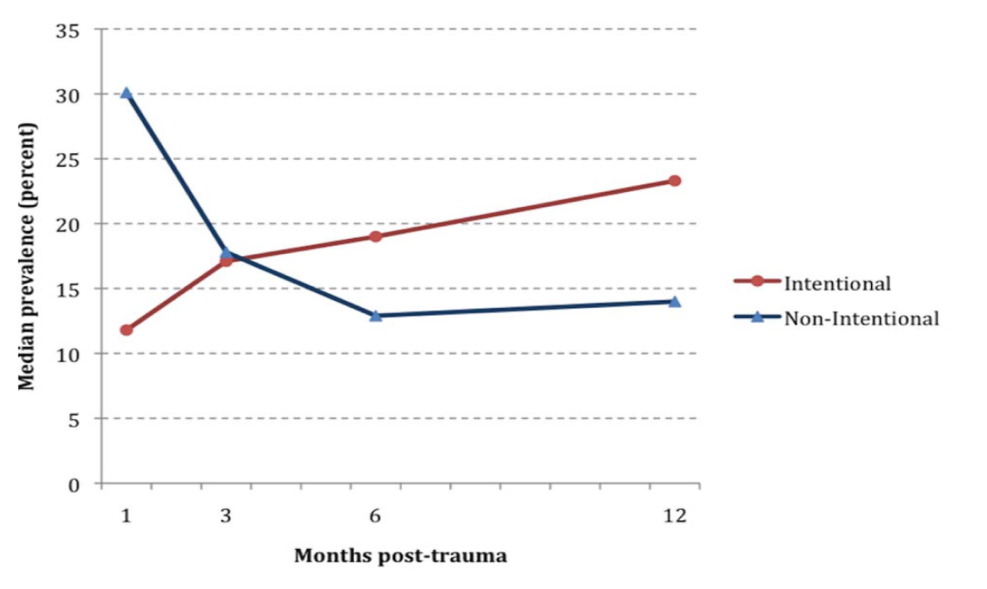 35
30
25
20
15
10
5
0
Median prevalence (percent)
1 3 6 12
Months post-trauma
Intentional
Non-Intentional